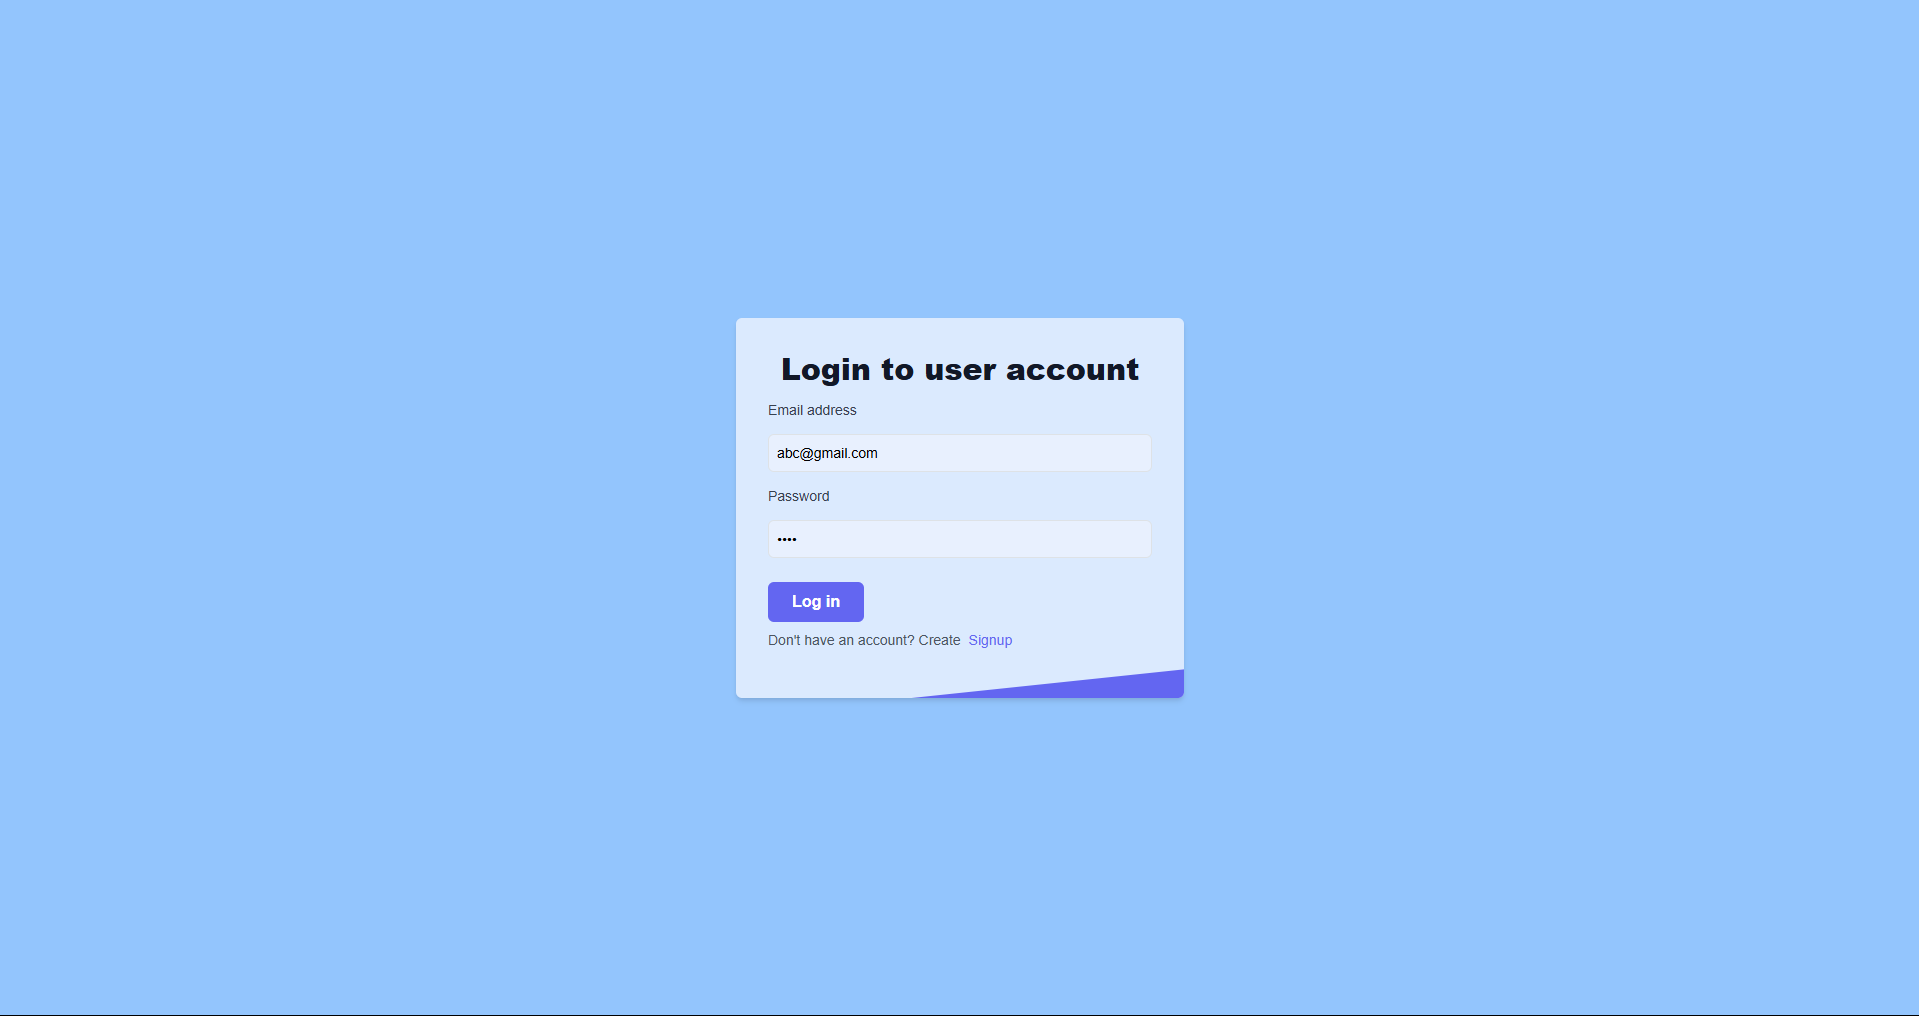 Login to user account
Email address
abc@gmail.com
Password
••••
Log in
Don't have an account? Create Signup